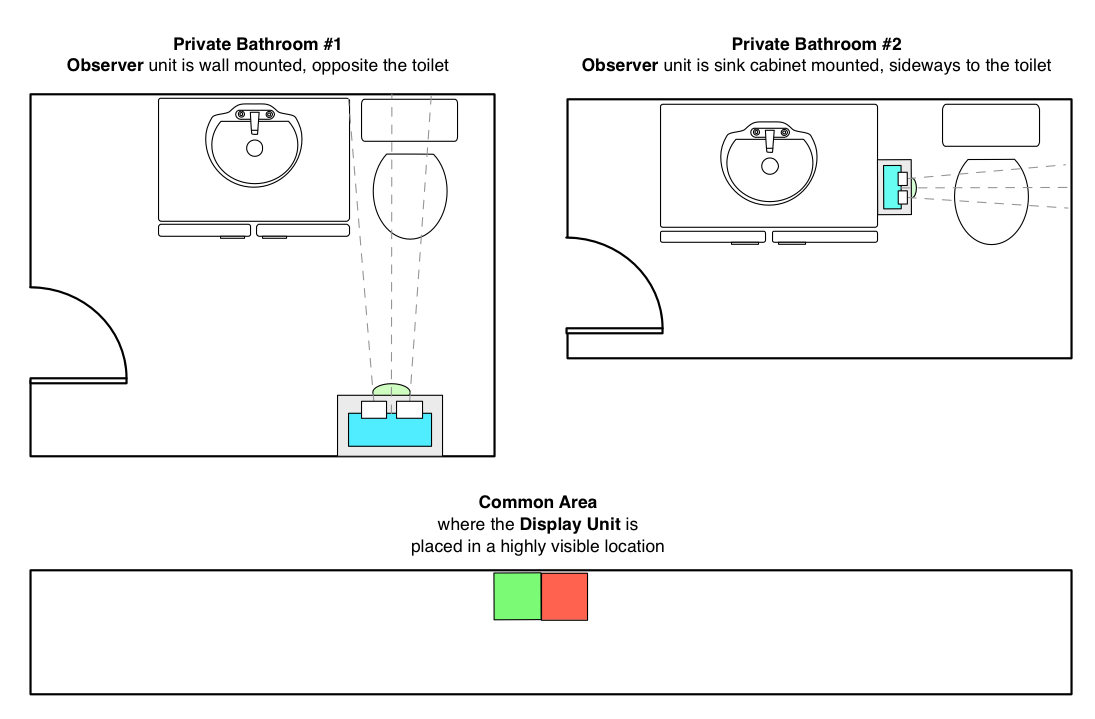 Private Bathroom #1
Observer unit is wall mounted, opposite the toilet
Private Bathroom #2
Observer unit is sink cabinet mounted, sideways to the toilet
Common Area
where the Display Unit is
placed in a highly visible location